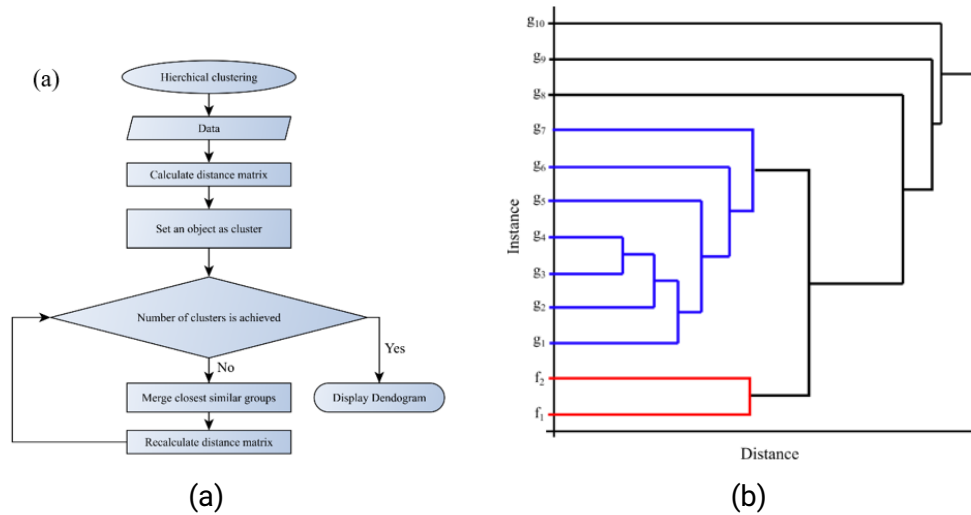 (a)
Hierchical clustering
Data
Calculate distance matrix
Set an object as cluster
Number of clusters is achieved
Yes
No
Merge closest similar groups
Display Dendogram
Recalculate distance matrix
(a)
g₁₀
g₉
g₈
g₇
g₆
g₅
g₄
g₃
g₂
g₁
f₂
f₁
Instance
Distance
(b)